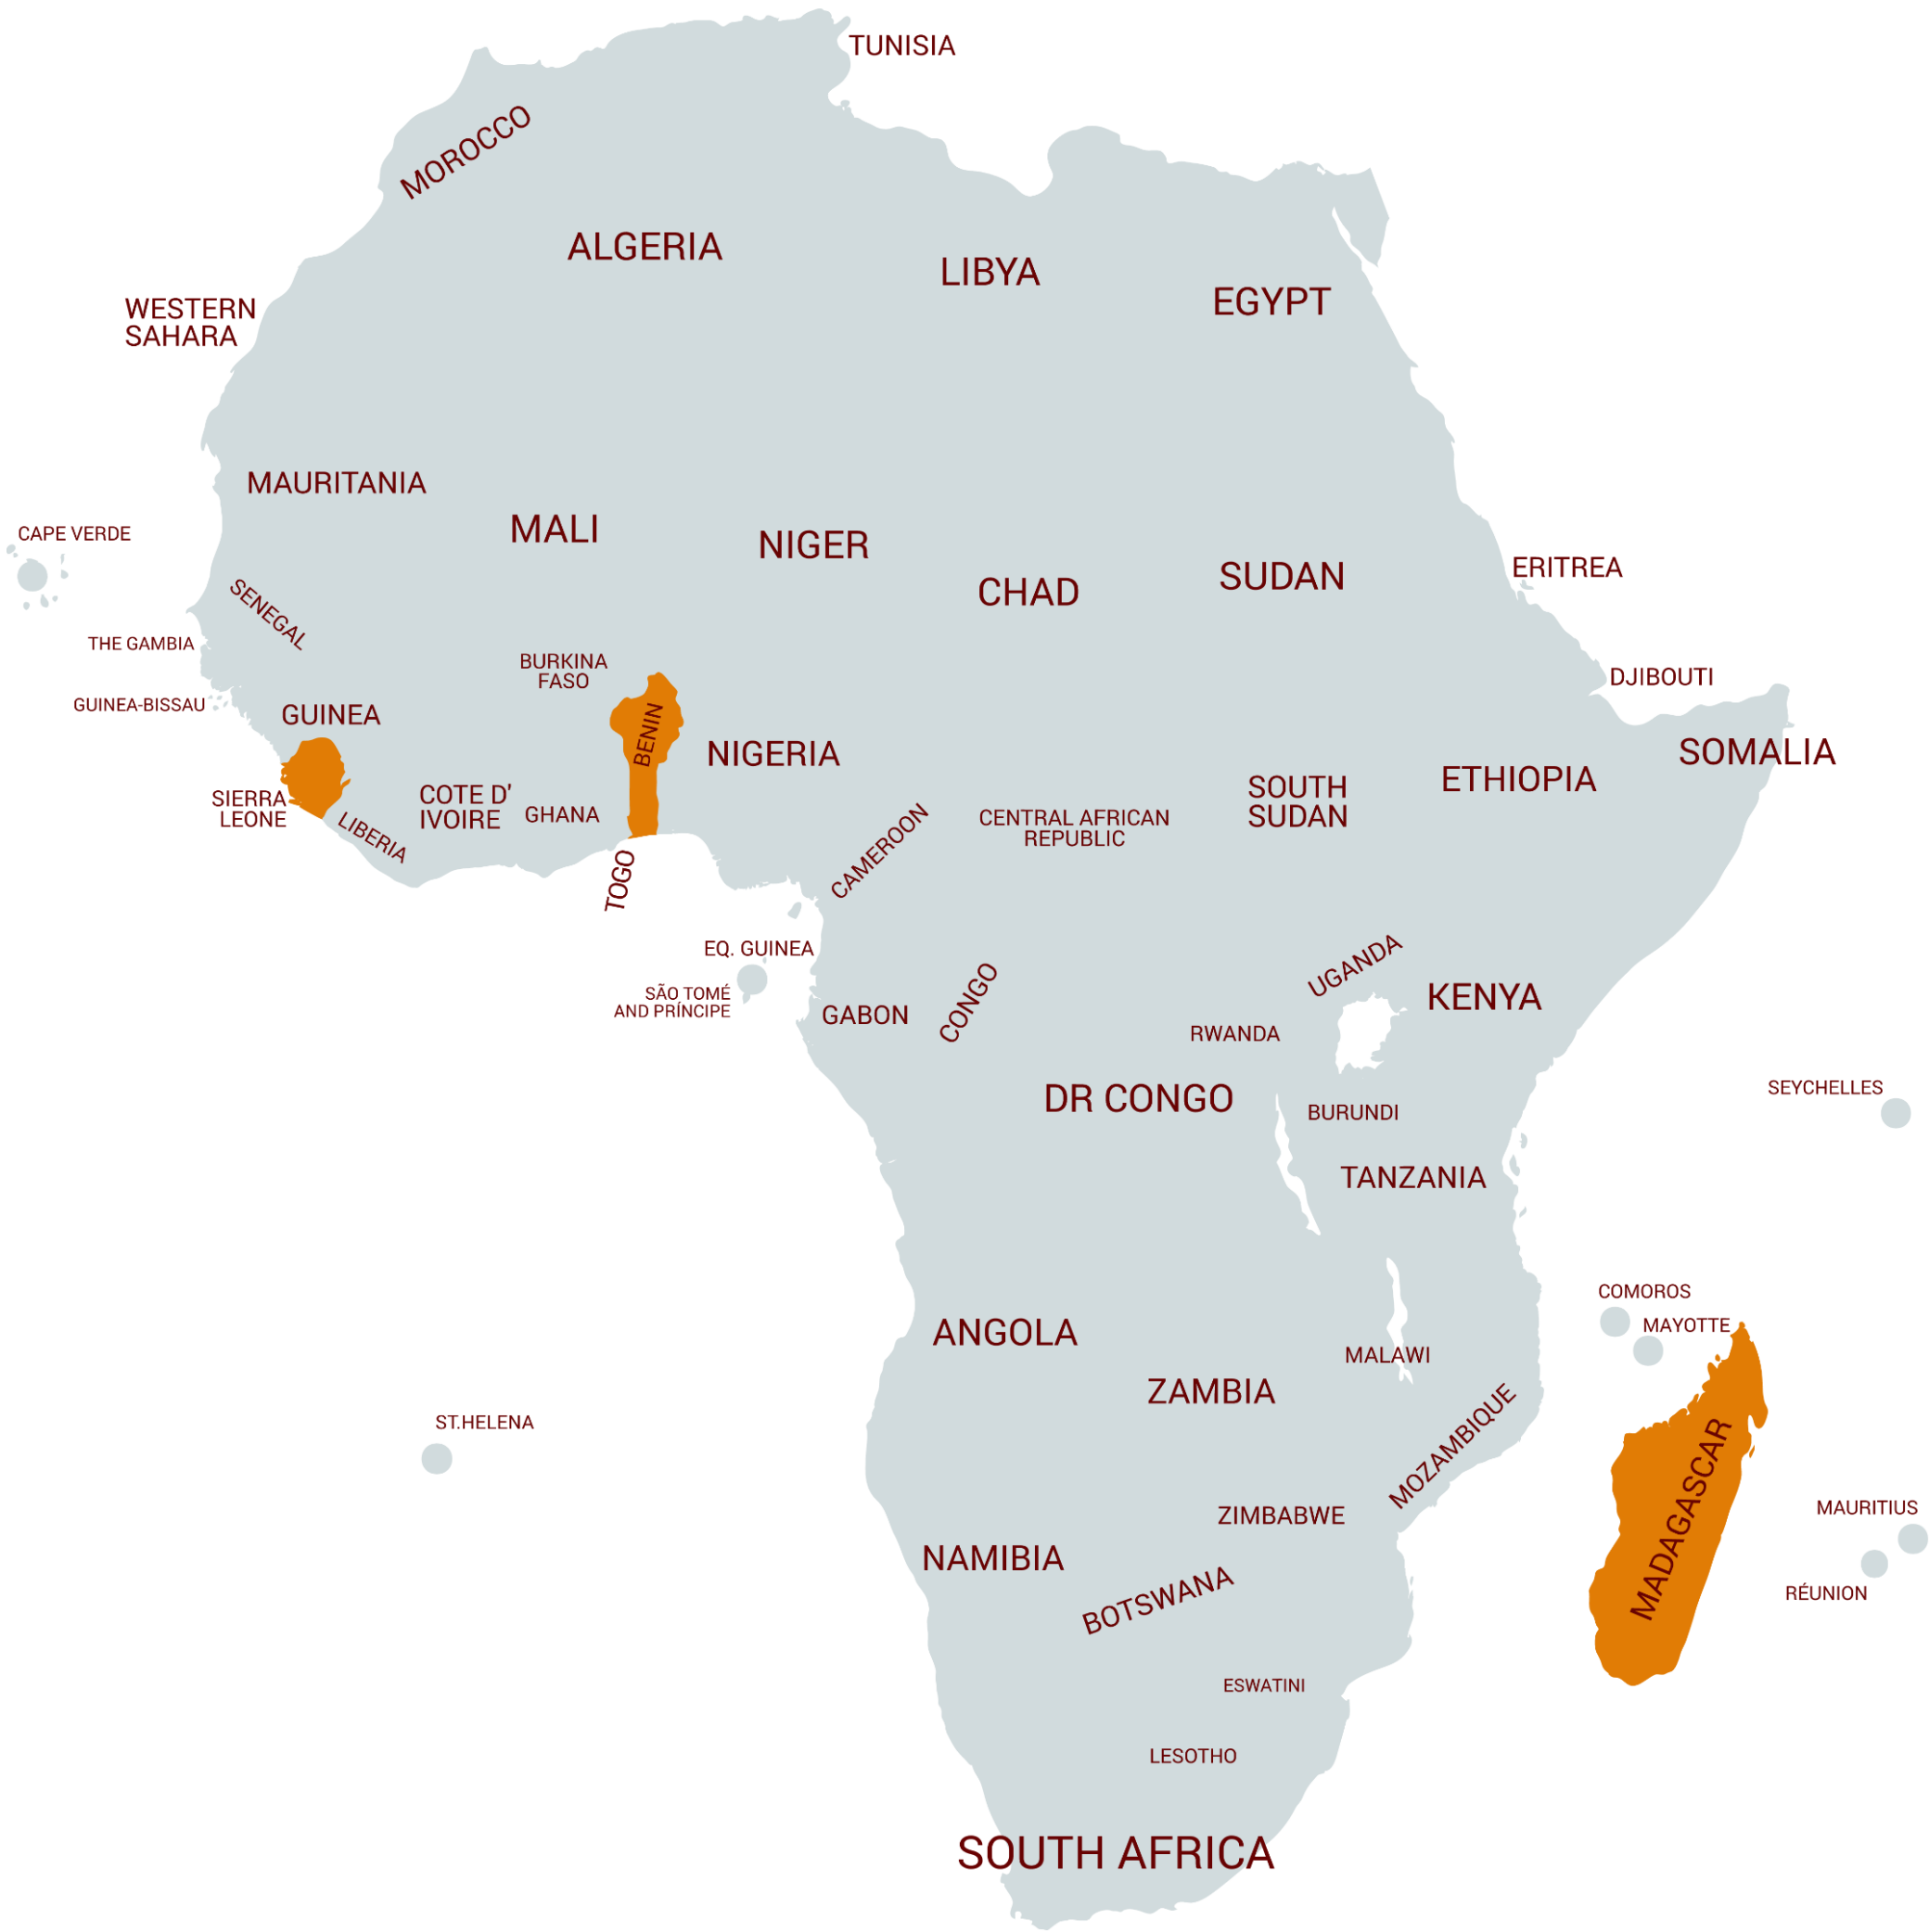 TUNISIA
MOROCCO
ALGERIA
LIBYA
EGYPT
WESTERN
SAHARA
MAURITANIA
MALI
NIGER
CHAD
SUDAN
ERITREA
CAPE VERDE
SENEGAL
THE GAMBIA
GUINEA-BISSAU
GUINEA
BURKINA
FASO
BENIN
NIGERIA
DJIBOUTI
SOMALIA
ETHIOPIA
SOUTH
SUDAN
SIERRA
LEONE
LIBERIA
COTE D'
IVOIRE
GHANA
TOGO
CAMEROON
CENTRAL AFRICAN
REPUBLIC
EQ. GUINEA
SÃO TOMÉ
AND PRÍNCIPE
GABON
CONGO
UGANDA
KENYA
RWANDA
DR CONGO
BURUNDI
SEYCHELLES
TANZANIA
COMOROS
MAYOTTE
ANGOLA
MALAWI
ZAMBIA
MOZAMBIQUE
ST.HELENA
MADAGASCAR
MAURITIUS
ZIMBABWE
NAMIBIA
BOTSWANA
RÉUNION
ESWATINI
LESOTHO
SOUTH AFRICA